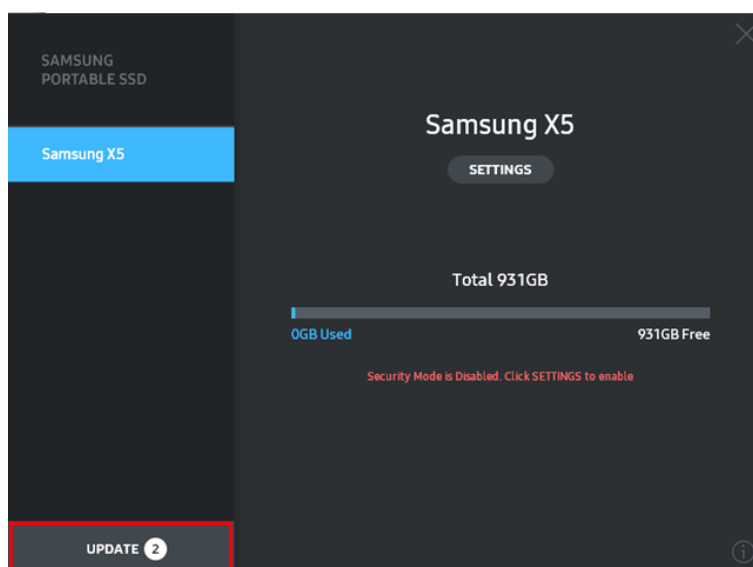 SAMSUNG
PORTABLE SSD
Samsung X5
Samsung X5
SETTINGS
Total 931GB
0GB Used
931GB Free
Security Mode is Disabled. Click SETTINGS to enable
UPDATE 2